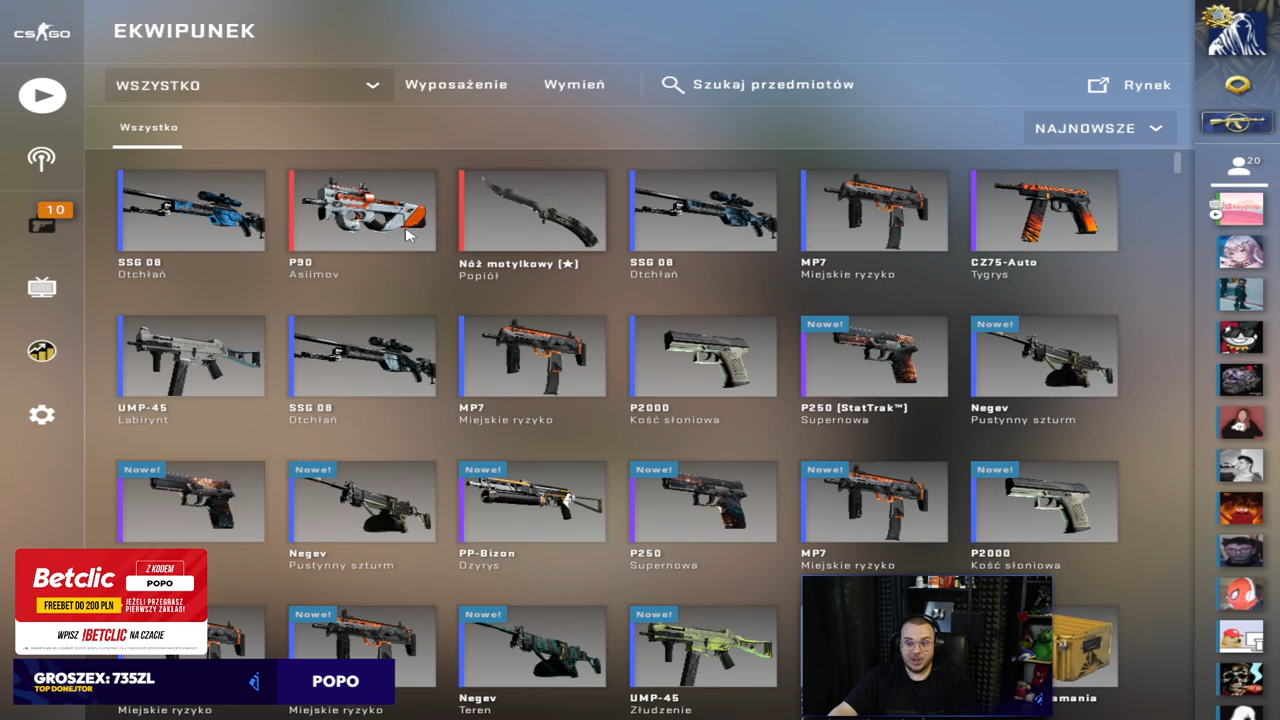 CS GO
EKWIPUNEK
WSZYSTKO
Wyposażenie
Wymień
Szukaj przedmiotów
Rynek
Wszystko
NAJNOWSZE
20
10
SSG 08
Otchłań
P90
Asiimov
Nóż motylkowy (★)
Popiół
SSG 08
Otchłań
MP7
Miejskie ryzyko
CZ75-Auto
Tygrys
UMP-45
Labirynt
SSG 08
Otchłań
MP7
Miejskie ryzyko
P2000
Kość słoniowa
Nowe!
P250 (StatTrak™)
Supernowa
Nowe!
Negev
Pustynny szturm
Nowe!
Nowe!
Negev
Pustynny szturm
Nowe!
PP-Bizon
Ozyrys
Nowe!
P250
Supernowa
Nowe!
MP7
Miejskie ryzyko
Nowe!
P2000
Kość słoniowa
Miejskie ryzyko
Nowe!
Miejskie ryzyko
Nowe!
Negev
Teren
Nowe!
UMP-45
Złudzenie
amania
Betclic
Z KODEM
POPO
FREEBET DO 200 PLN
JEŻELI PRZEGRASZ
PIERWSZY ZAKŁAD!
WPISZ !BETCLIC NA CZACIE
GROSZEX: 735ZL
TOP DONEJTOR
POPO